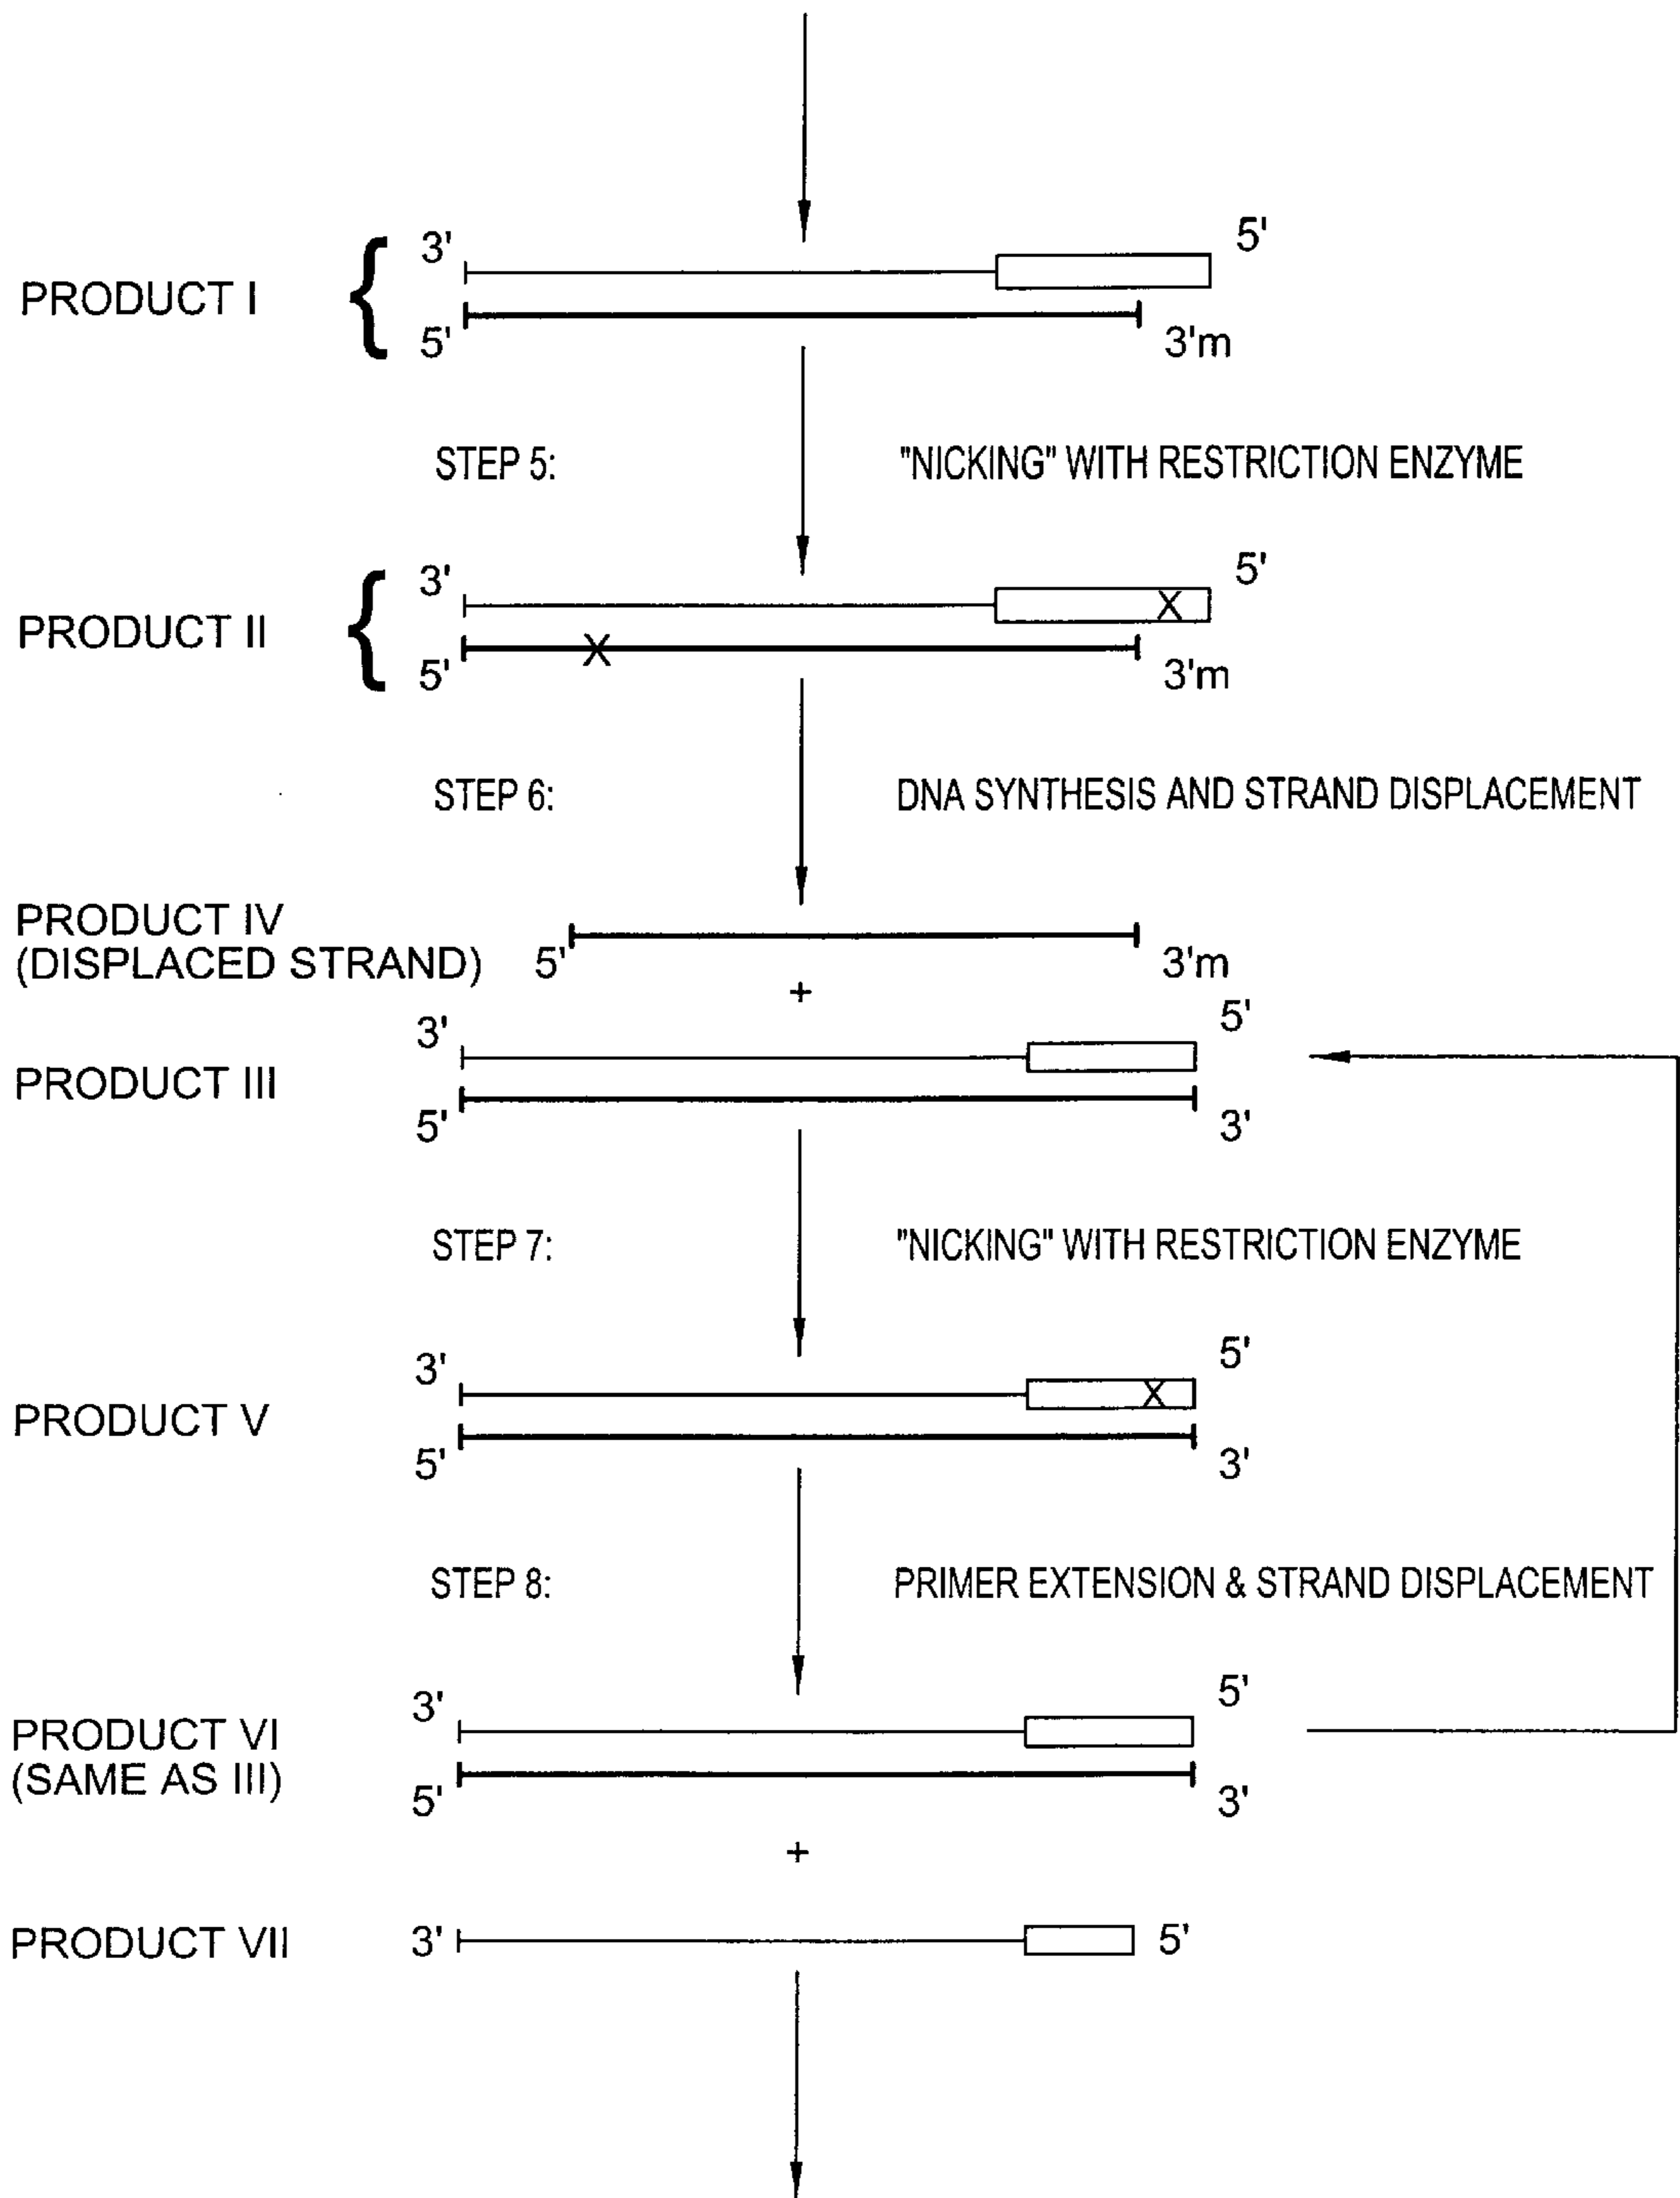 3' 5'
PRODUCT I {
5' 3'm
STEP 5: "NICKING" WITH RESTRICTION ENZYME
3' 5'
X
PRODUCT II {
X
5' 3'm
STEP 6: DNA SYNTHESIS AND STRAND DISPLACEMENT
PRODUCT IV
(DISPLACED STRAND) 5' 3'm
+
3' 5'
PRODUCT III
5' 3'
STEP 7: "NICKING" WITH RESTRICTION ENZYME
3' 5'
X
PRODUCT V
5' 3'
STEP 8: PRIMER EXTENSION & STRAND DISPLACEMENT
3' 5'
PRODUCT VI
(SAME AS III)
5' 3'
+
PRODUCT VII 3' 5'